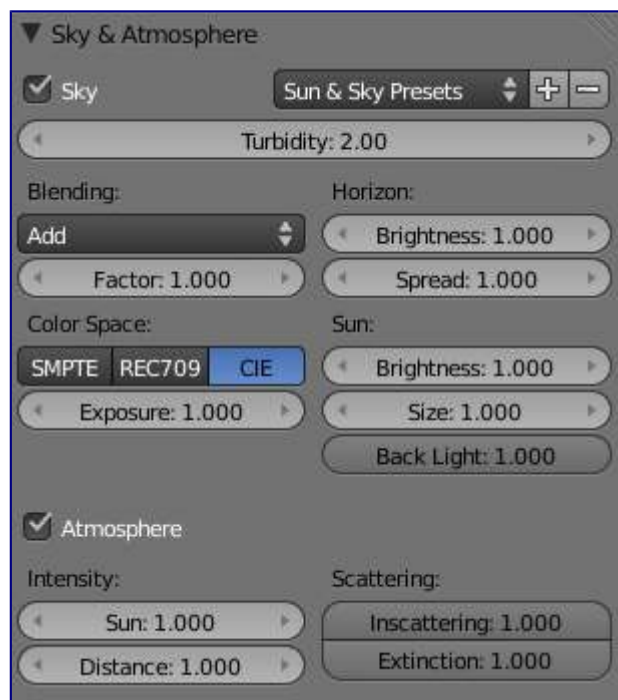 Sky & Atmosphere
Sky Sun & Sky Presets
Turbidity: 2.00
Blending: Horizon:
Add Brightness: 1.000
Factor: 1.000 Spread: 1.000
Color Space: Sun:
SMPTE REC709 CIE Brightness: 1.000
Exposure: 1.000 Size: 1.000
Back Light: 1.000
Atmosphere
Intensity: Scattering:
Sun: 1.000 Inscattering: 1.000
Distance: 1.000 Extinction: 1.000